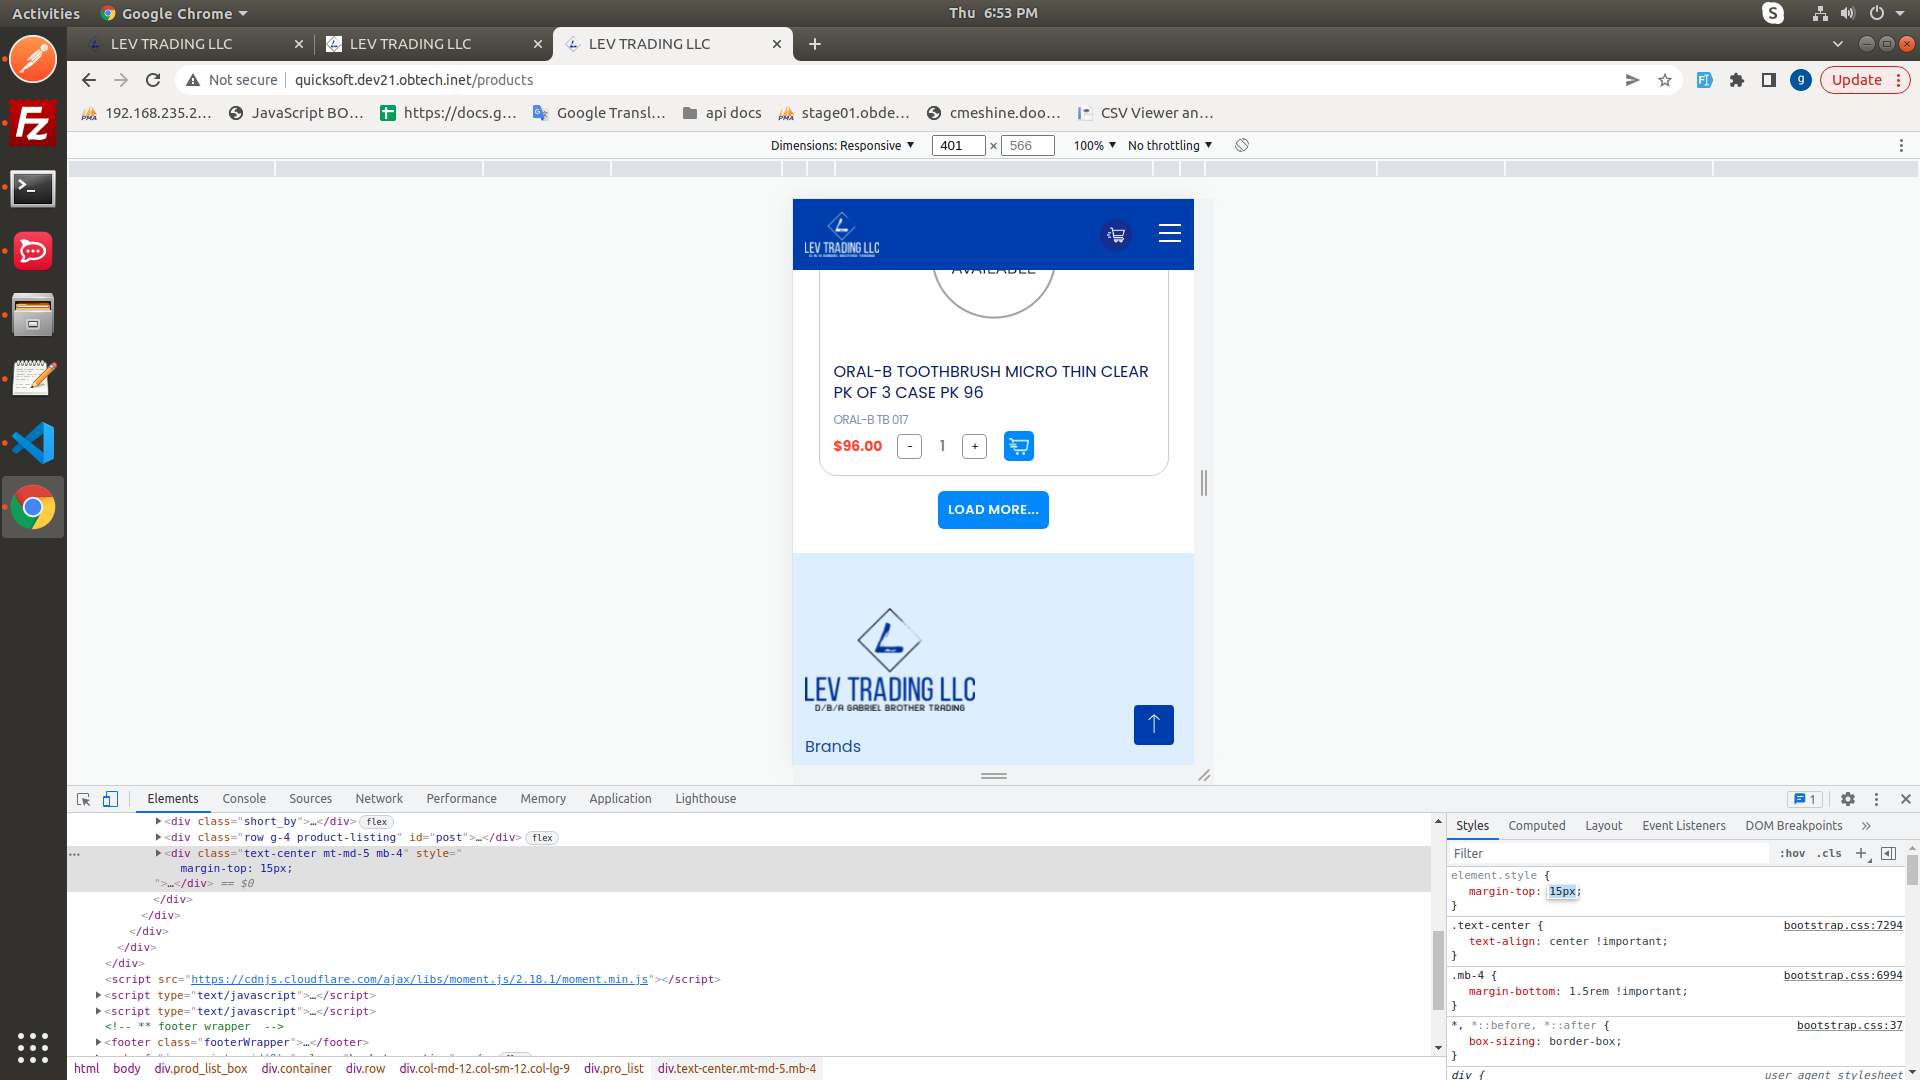 Activities
Google Chrome
Thu 6:53 PM
LEV TRADING LLC
LEV TRADING LLC
LEV TRADING LLC
Not secure
quicksoft.dev21.obtech.inet/products
Update
192.168.235.2...
JavaScript BO...
https://docs.g...
Google Transl...
api docs
stage01.obde...
cmeshine.doo...
CSV Viewer an...
Dimensions: Responsive
401 × 566
100%
No throttling
LEV TRADING LLC
AVAILABLE
ORAL-B TOOTHBRUSH MICRO THIN CLEAR
PK OF 3 CASE PK 96
ORAL-B TB 017
$96.00 - 1 +
LOAD MORE...
LEV TRADING LLC
D/B/A GABRIEL BROTHER TRADING
Brands
Elements Console Sources Network Performance Memory Application Lighthouse
1
<div class="short_by">…</div> flex
<div class="row g-4 product-listing" id="post">…</div> flex
<div class="text-center mt-md-5 mb-4" style="
margin-top: 15px;
">…</div> == $0
</div>
</div>
</div>
</div>
</div>
<script src="https://cdnjs.cloudflare.com/ajax/libs/moment.js/2.18.1/moment.min.js"></script>
<script type="text/javascript">…</script>
<script type="text/javascript">…</script>
<!-- ** footer wrapper -->
<footer class="footerWrapper">…</footer>
html body div.prod_list_box div.container div.row div.col-md-12.col-sm-12.col-lg-9 div.pro_list div.text-center.mt-md-5.mb-4
Styles Computed Layout Event Listeners DOM Breakpoints
Filter
:hov .cls
element.style {
margin-top: 15px;
}
.text-center { bootstrap.css:7294
text-align: center !important;
}
.mb-4 { bootstrap.css:6994
margin-bottom: 1.5rem !important;
}
*, *::before, *::after { bootstrap.css:37
box-sizing: border-box;
}
div { user agent stylesheet